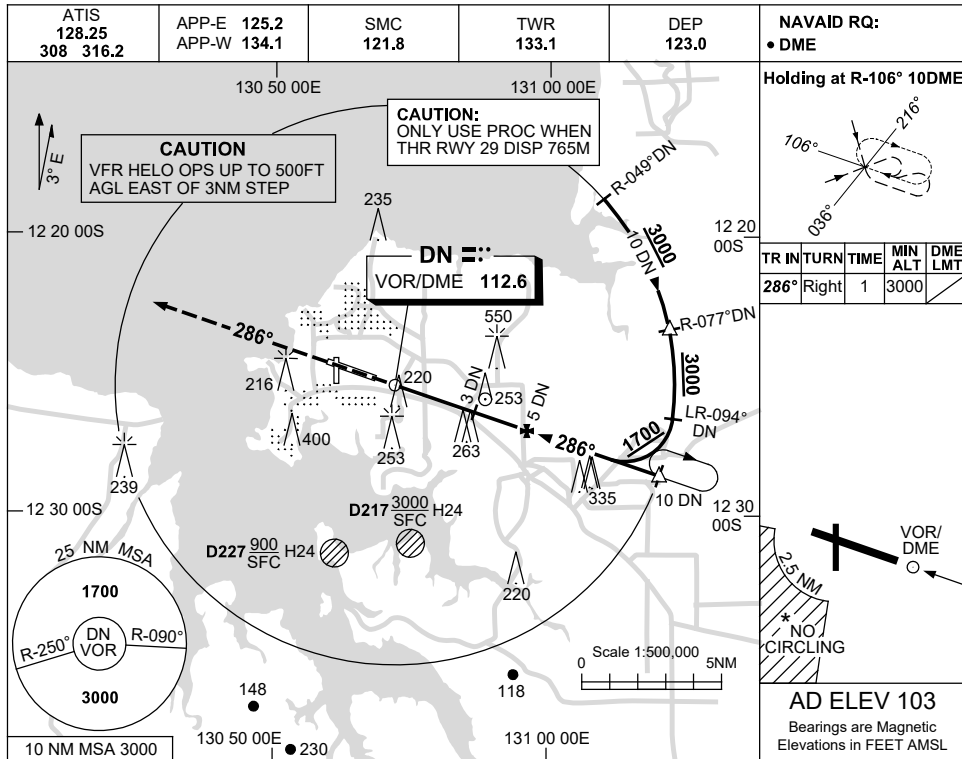 ATIS
128.25
308 316.2
APP-E 125.2
APP-W 134.1
SMC
121.8
TWR
133.1
DEP
123.0
NAVAID RQ:
• DME
130 50 00E
131 00 00E
CAUTION:
ONLY USE PROC WHEN
THR RWY 29 DISP 765M
3° E
CAUTION
VFR HELO OPS UP TO 500FT
AGL EAST OF 3NM STEP
R-049°DN
12 20 00S
235
3000
10 DN
12 20
00S
DN
VOR/DME 112.6
550
286°
R-077°DN
216
220
3 DN
253
5 DN
3000
LR-094°
DN
400
253
263
286°
1700
239
335
10 DN
12 30 00S
D217 3000
SFC H24
12 30
00S
D227 900
SFC H24
220
25 NM MSA
1700
DN
VOR
R-250°
R-090°
3000
Scale 1:500,000
0
5NM
148
118
230
10 NM MSA 3000
130 50 00E
131 00 00E
Holding at R-106° 10DME
216°
106°
036°
TR IN
TURN
TIME
MIN
ALT
DME
LMT
286°
Right
1
3000
VOR/
DME
2.5 NM
* NO
CIRCLING
AD ELEV 103
Bearings are Magnetic
Elevations in FEET AMSL